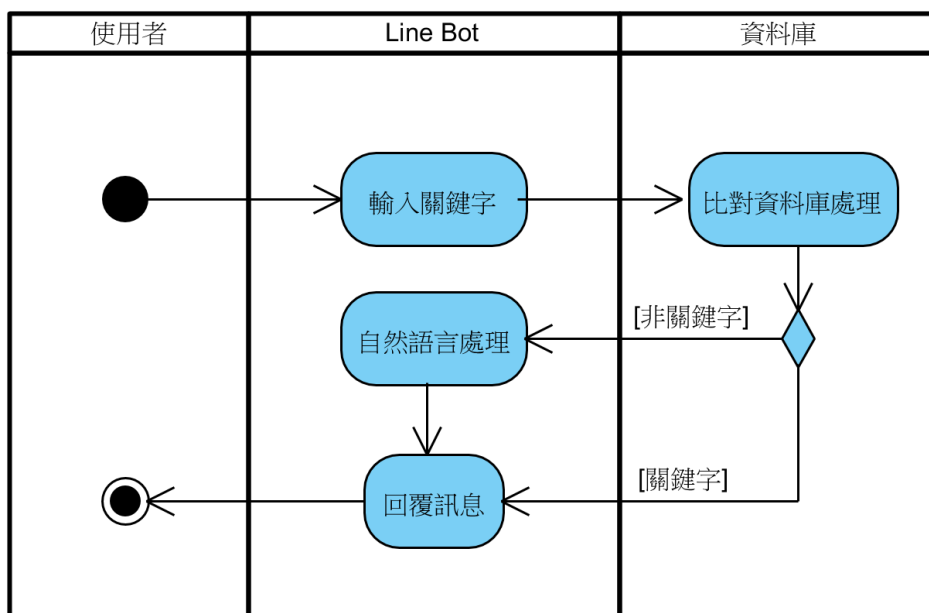 使用者
Line Bot
資料庫
輸入關鍵字
比對資料庫處理
[非關鍵字]
自然語言處理
[關鍵字]
回覆訊息